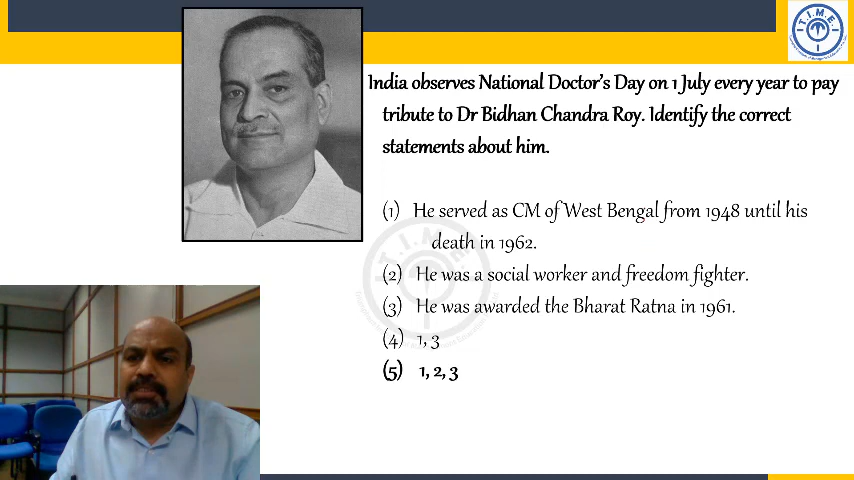 T.I.M.E.
India observes National Doctor's Day on 1 July every year to pay
tribute to Dr Bidhan Chandra Roy. Identify the correct
statements about him.
(1) He served as CM of West Bengal from 1948 until his
death in 1962.
(2) He was a social worker and freedom fighter.
(3) He was awarded the Bharat Ratna in 1961.
(4) 1, 3
(5) 1, 2, 3